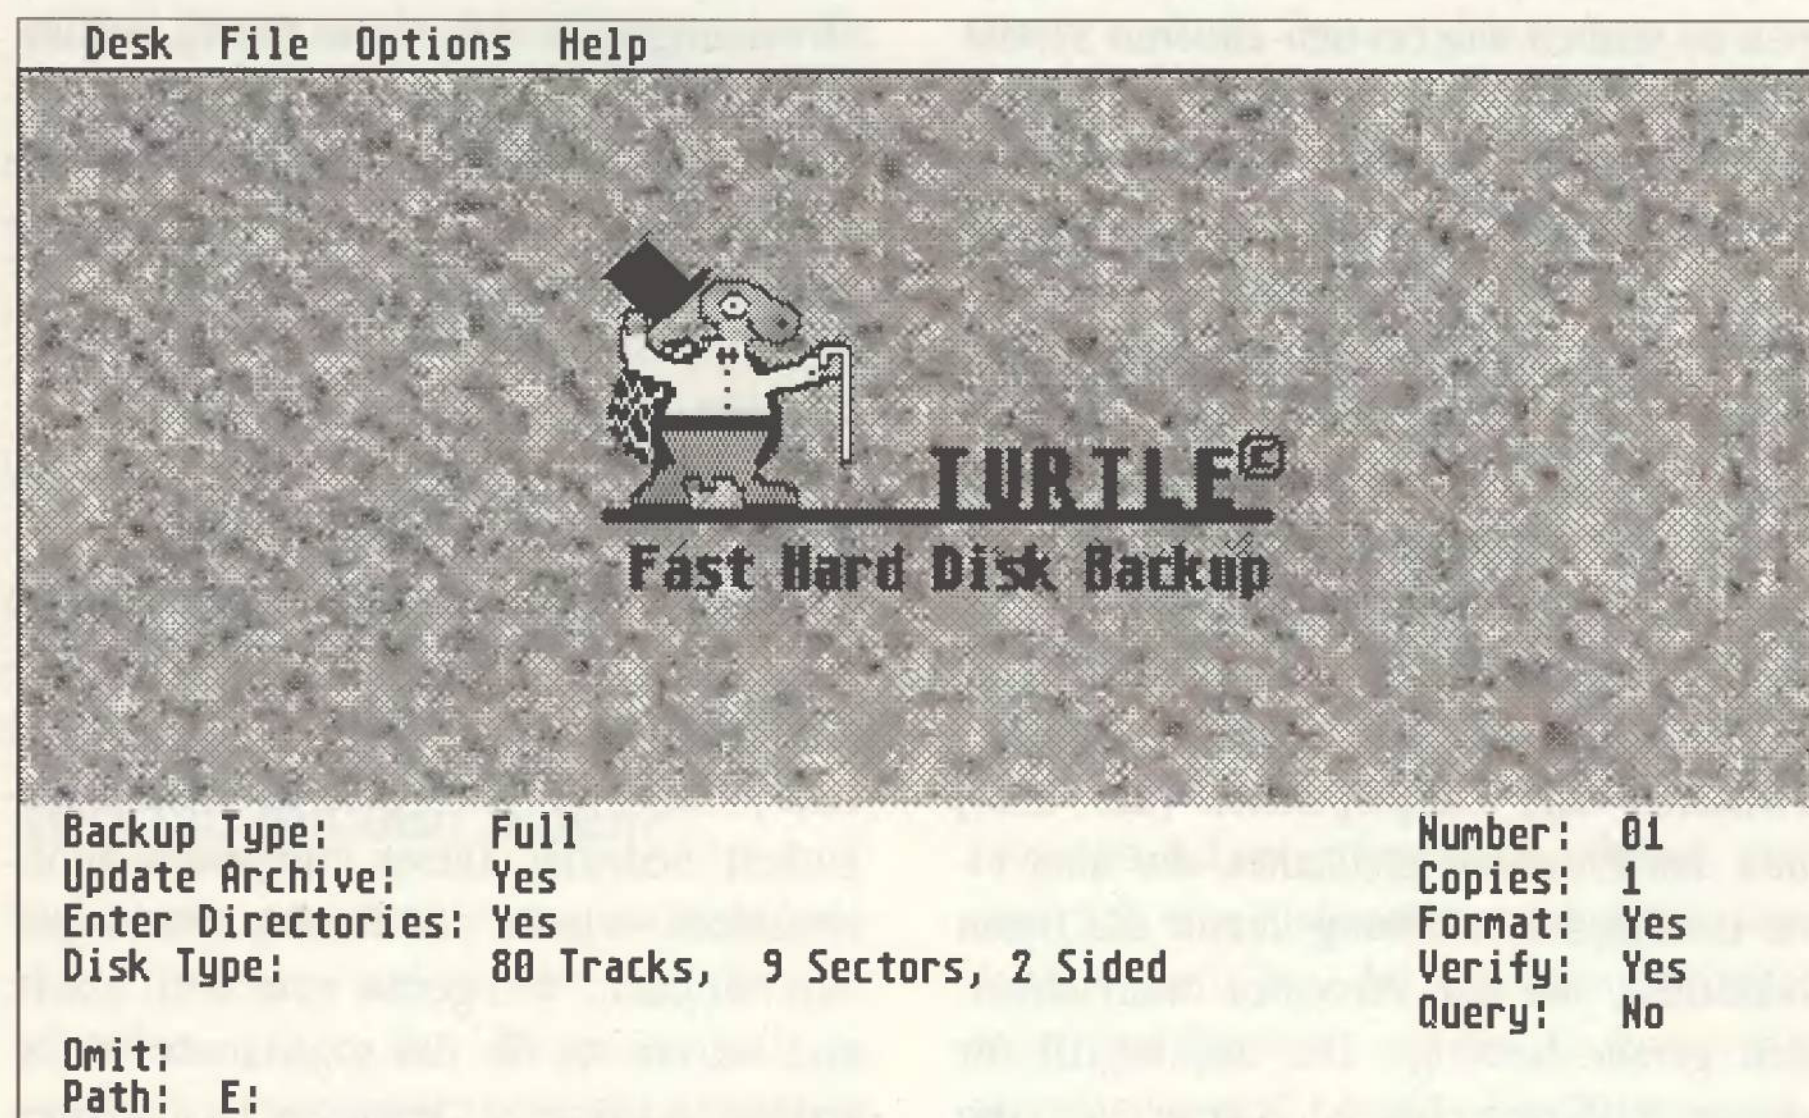 Desk File Options Help
TURTLE©
Fast Hard Disk Backup
Backup Type: Full Number: 01
Update Archive: Yes Copies: 1
Enter Directories: Yes Format: Yes
Disk Type: 80 Tracks, 9 Sectors, 2 Sided Verify: Yes
Query: No
Omit:
Path: E: